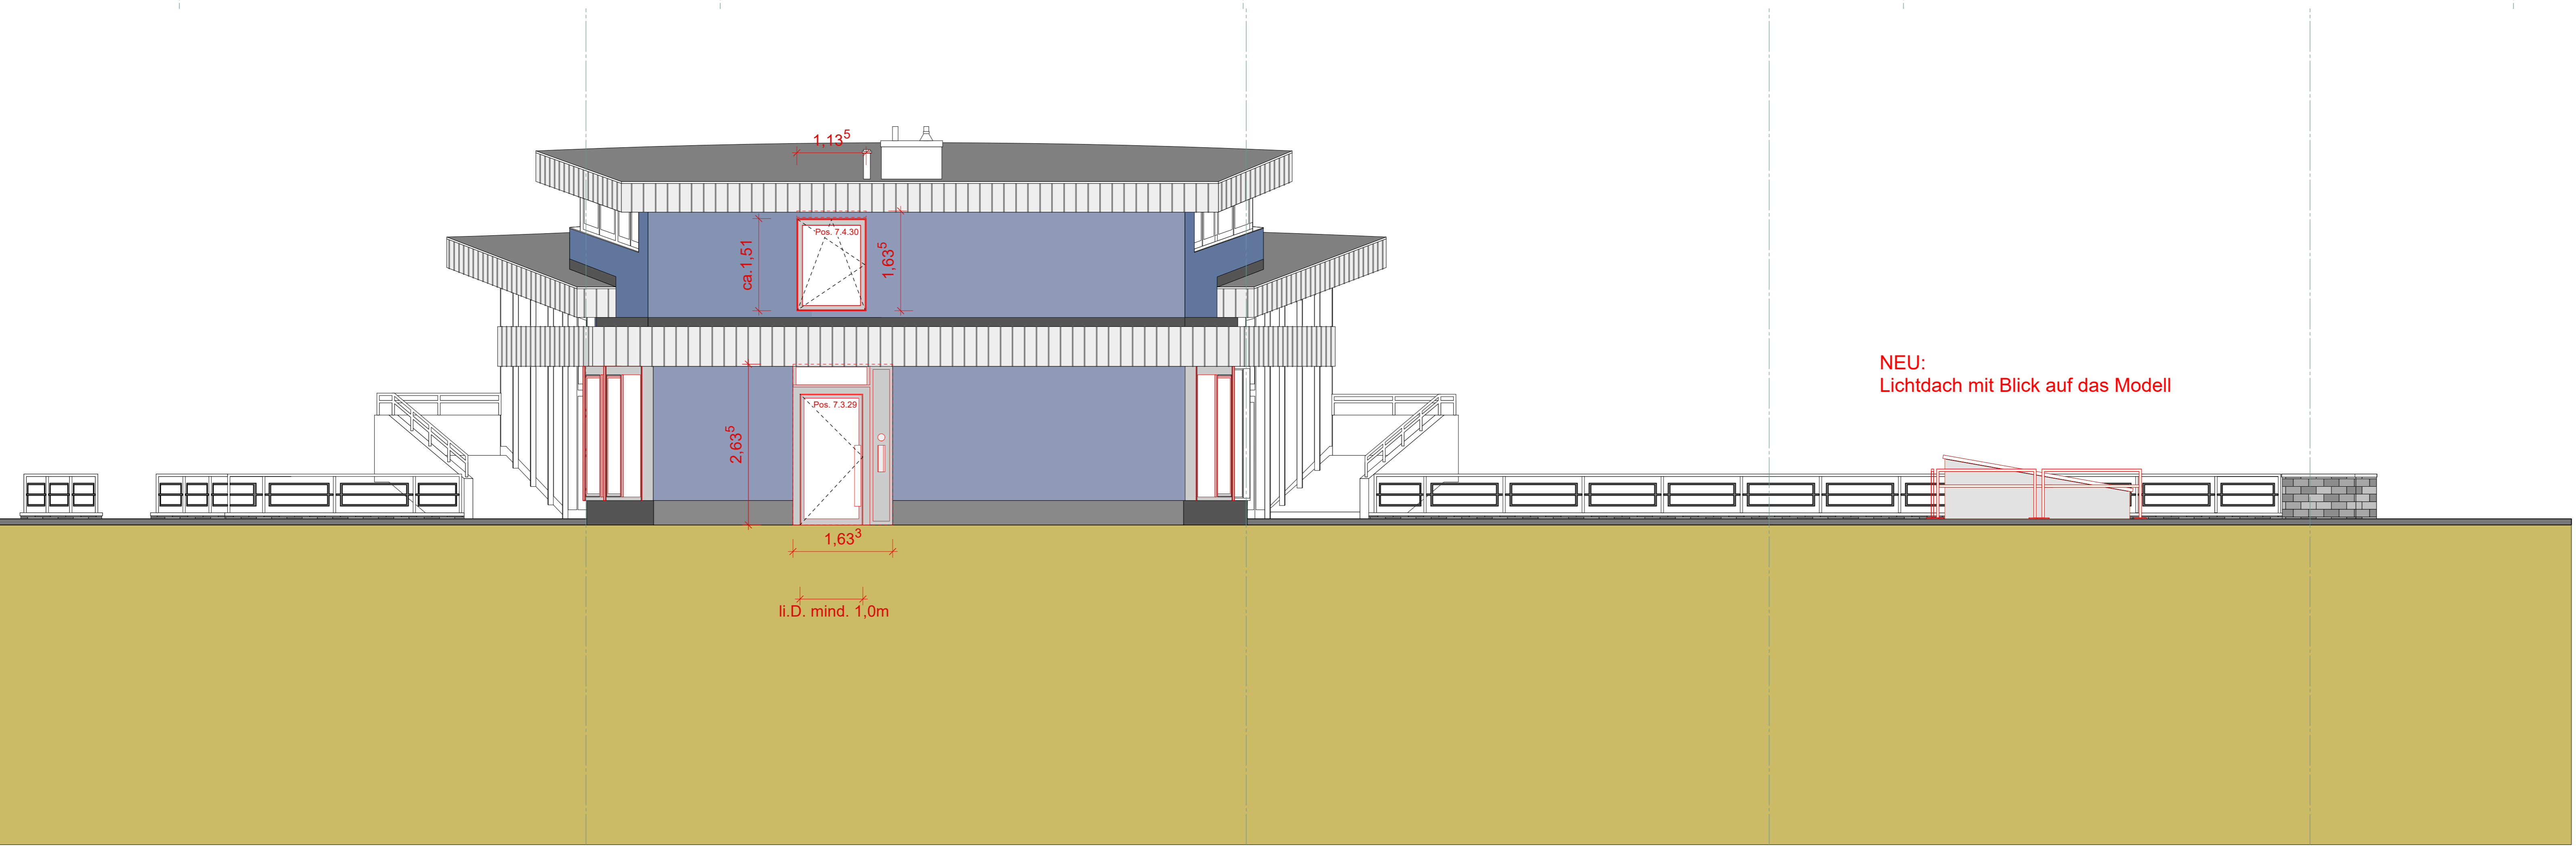 1,13⁵
Pos. 7.4.30
ca.1,51
1,63⁵
NEU:
Lichtdach mit Blick auf das Modell
Pos. 7.3.29
2,63⁵
1,63³
li.D. mind. 1,0m